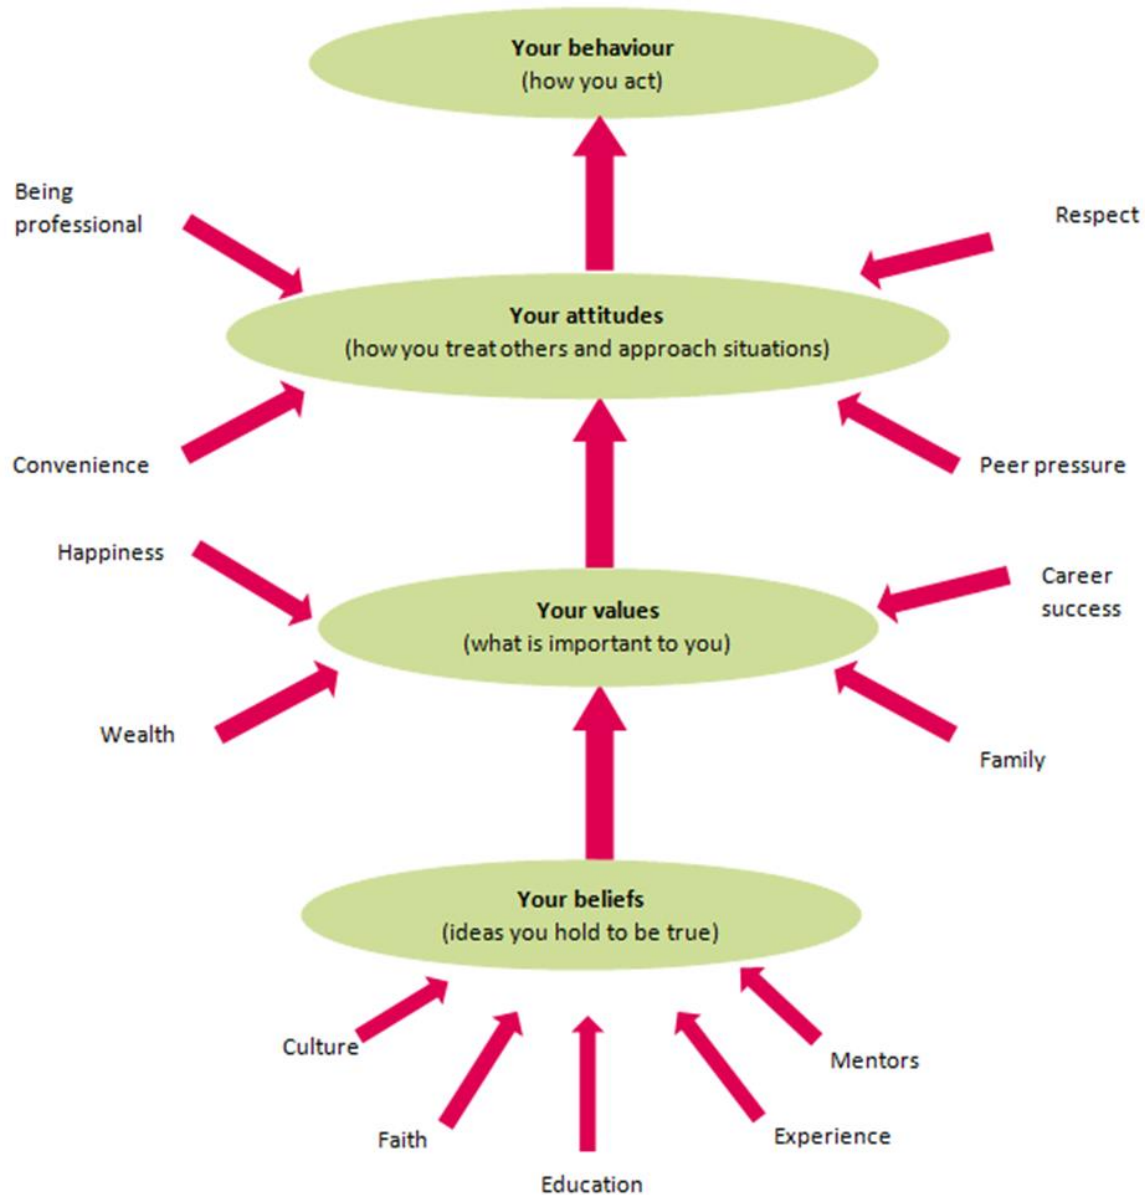 Your behaviour
(how you act)
Being
professional
Respect
Your attitudes
(how you treat others and approach situations)
Convenience
Peer pressure
Happiness
Career
success
Your values
(what is important to you)
Wealth
Family
Your beliefs
(ideas you hold to be true)
Culture
Mentors
Faith
Experience
Education